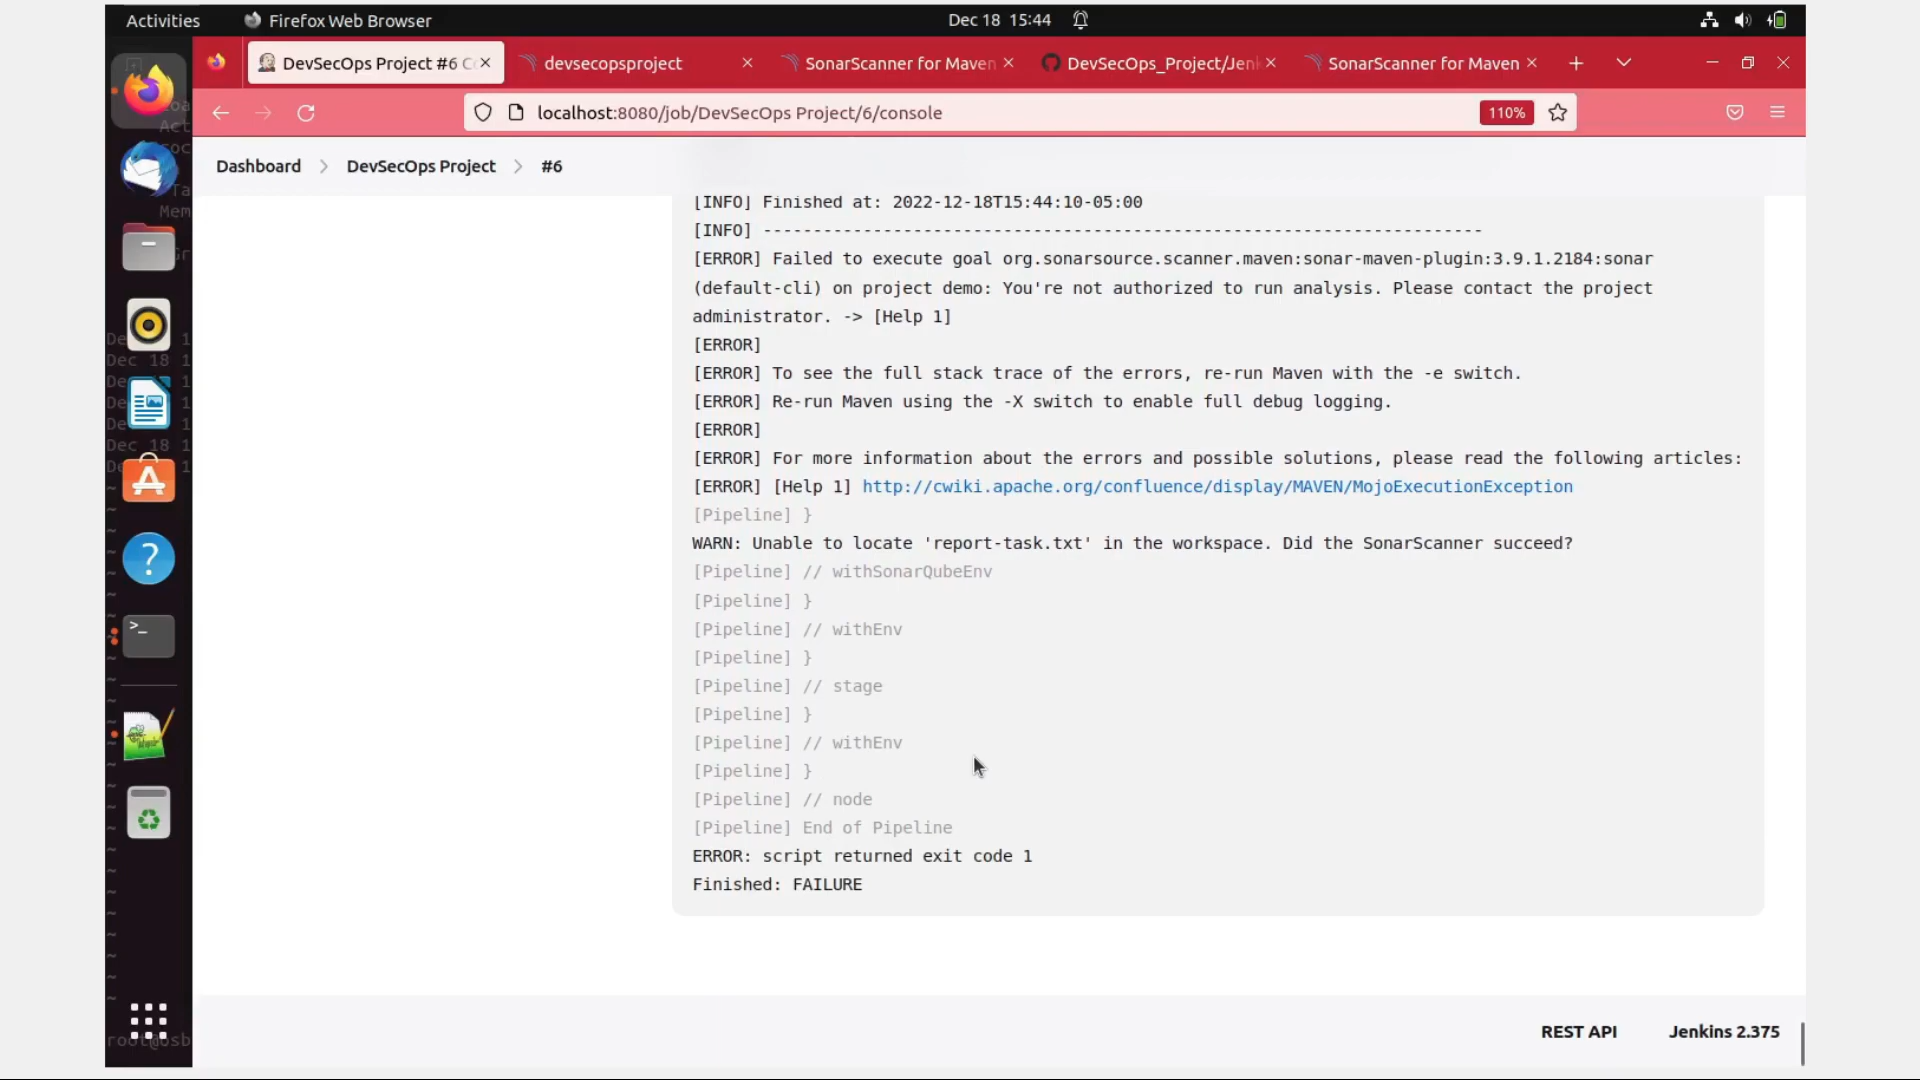 Activities
Firefox Web Browser
Dec 18 15:44
DevSecOps Project #6 C
devsecopsproject
SonarScanner for Maven
DevSecOps_Project/Jen
SonarScanner for Maven
localhost:8080/job/DevSecOps Project/6/console
110%
Dashboard
DevSecOps Project
#6
[INFO] Finished at: 2022-12-18T15:44:10-05:00
[INFO] ------------------------------------------------------------------------
[ERROR] Failed to execute goal org.sonarsource.scanner.maven:sonar-maven-plugin:3.9.1.2184:sonar
(default-cli) on project demo: You're not authorized to run analysis. Please contact the project
administrator. -> [Help 1]
[ERROR]
[ERROR] To see the full stack trace of the errors, re-run Maven with the -e switch.
[ERROR] Re-run Maven using the -X switch to enable full debug logging.
[ERROR]
[ERROR] For more information about the errors and possible solutions, please read the following articles:
[ERROR] [Help 1] http://cwiki.apache.org/confluence/display/MAVEN/MojoExecutionException
[Pipeline] }
WARN: Unable to locate 'report-task.txt' in the workspace. Did the SonarScanner succeed?
[Pipeline] // withSonarQubeEnv
[Pipeline] }
[Pipeline] // withEnv
[Pipeline] }
[Pipeline] // stage
[Pipeline] }
[Pipeline] // withEnv
[Pipeline] }
[Pipeline] // node
[Pipeline] End of Pipeline
ERROR: script returned exit code 1
Finished: FAILURE
REST API
Jenkins 2.375